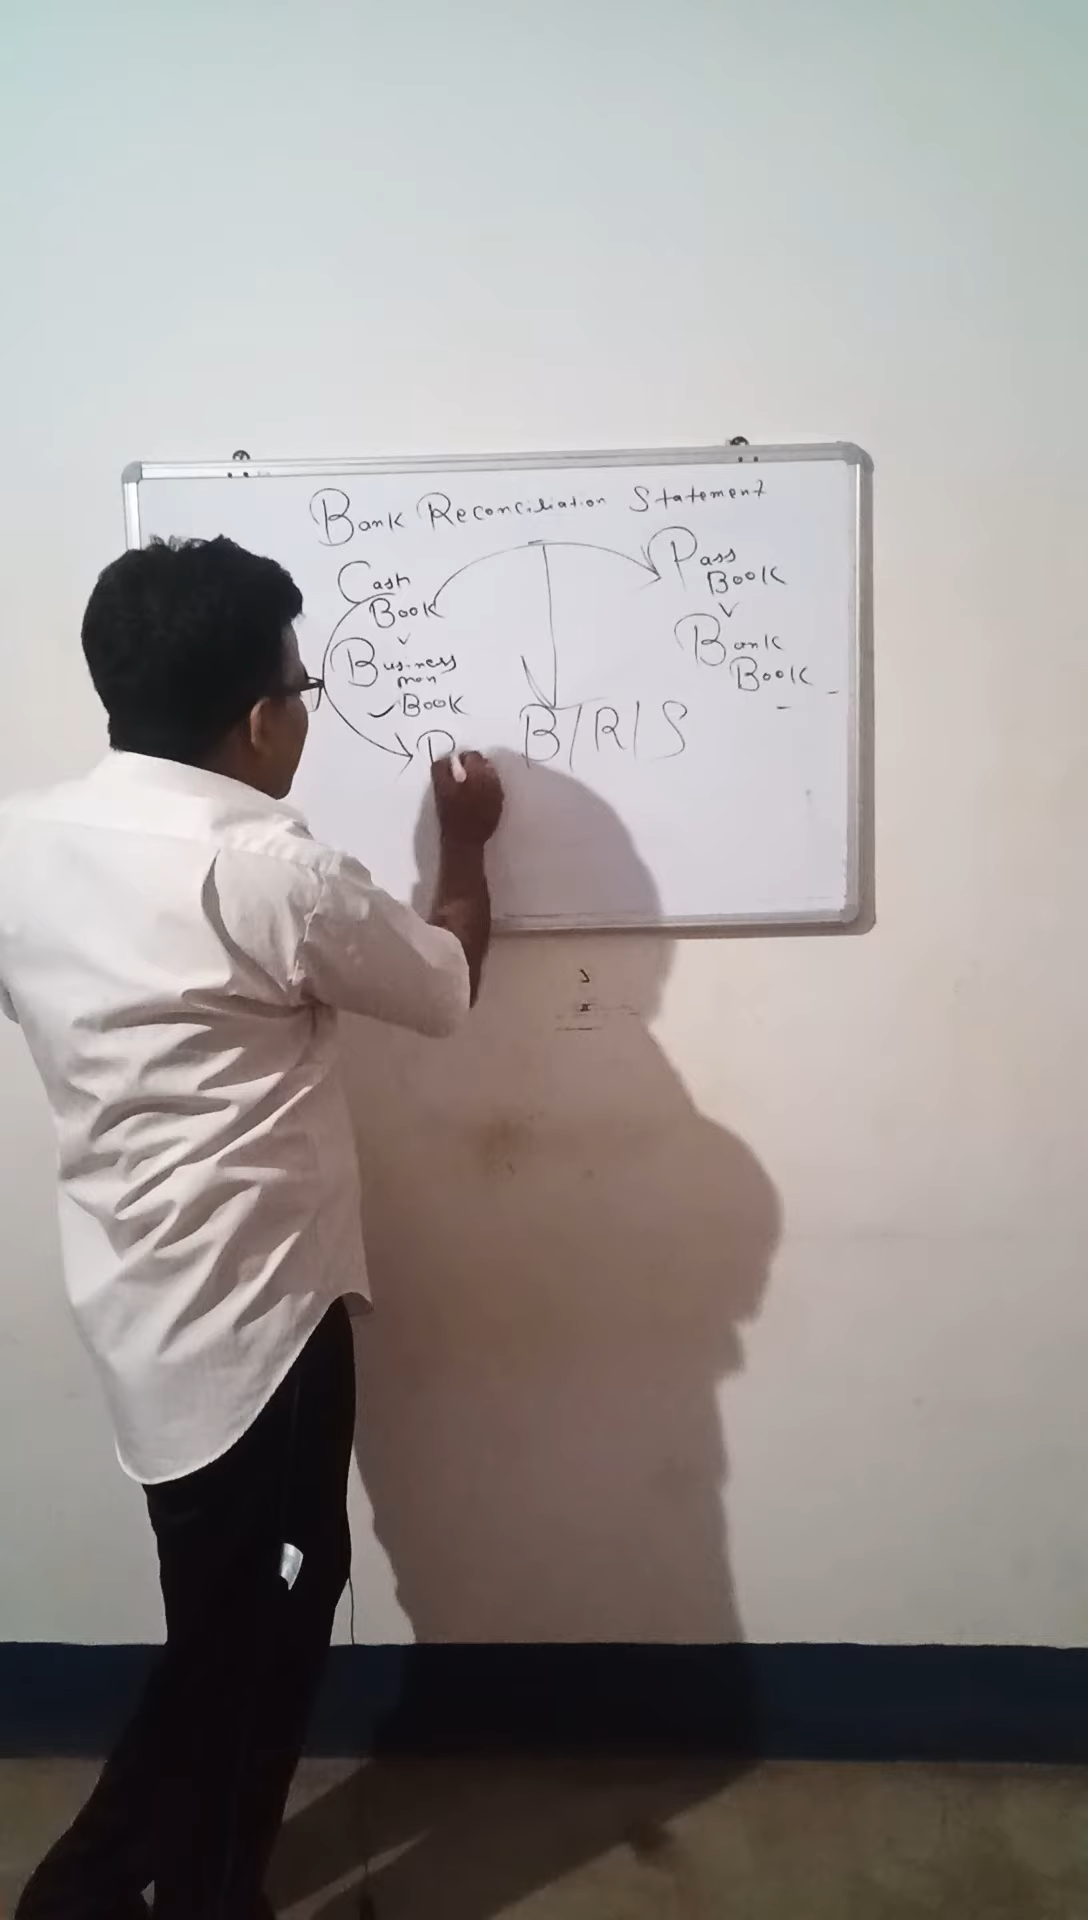 Bank Reconciliation Statement
Cash
Book
Business
man
Book
Pass
Book
Bank
Book
B/R/S